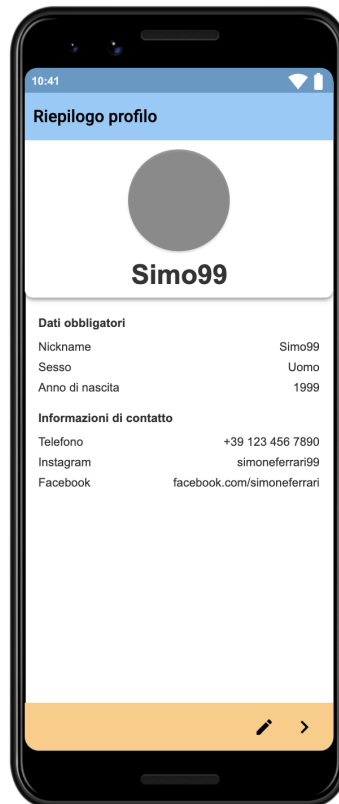 10:41
Riepilogo profilo
Simo99
Dati obbligatori
Nickname Simo99
Sesso Uomo
Anno di nascita 1999
Informazioni di contatto
Telefono +39 123 456 7890
Instagram simoneferrari99
Facebook facebook.com/simoneferrari